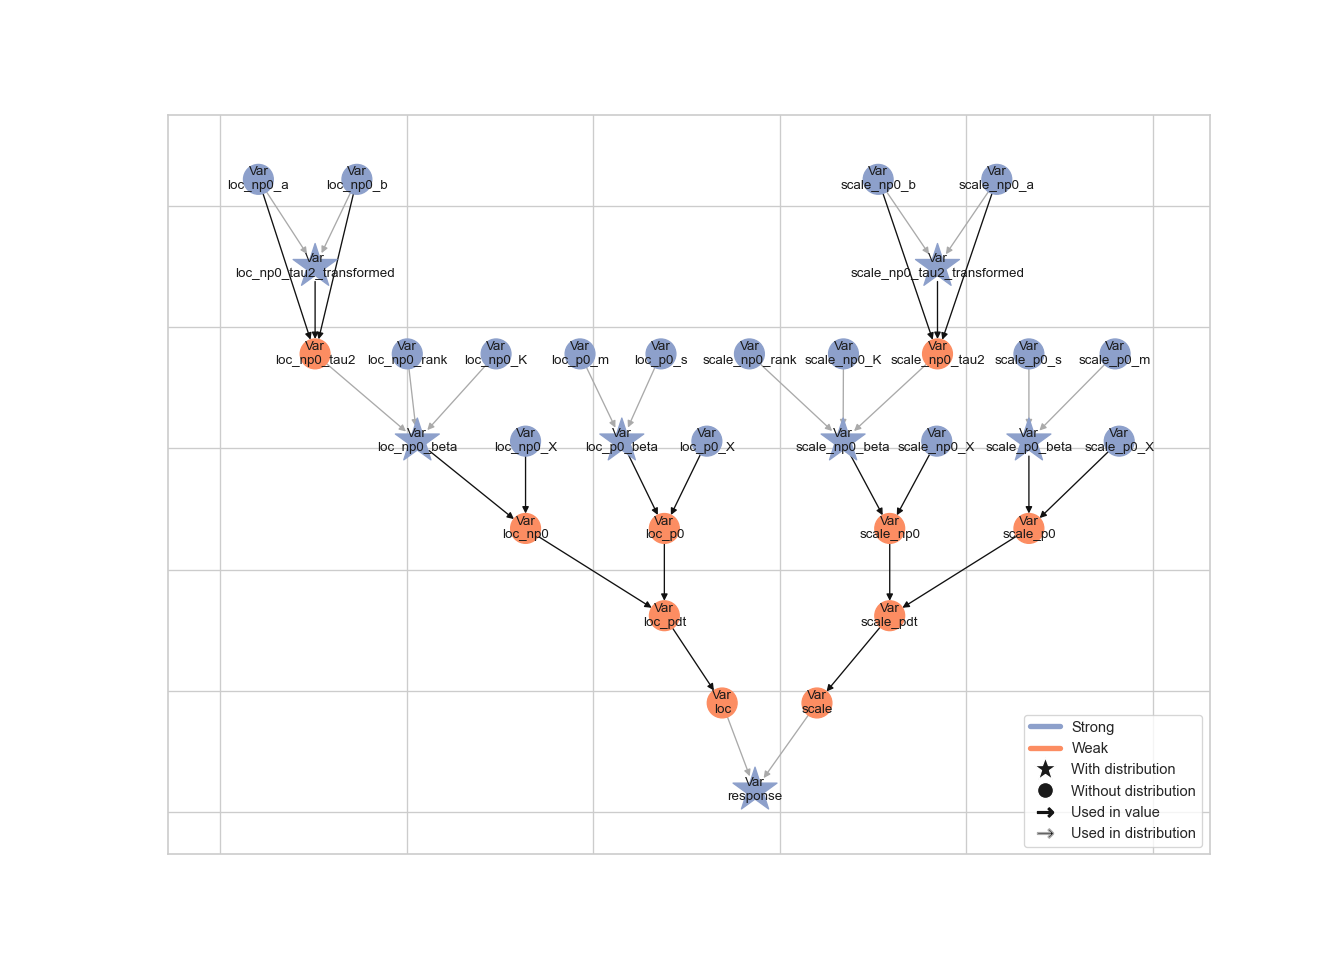 Var
loc_np0_a
Var
loc_np0_b
Var
scale_np0_b
Var
scale_np0_a
Var
loc_np0_tau2_transformed
Var
scale_np0_tau2_transformed
Var
loc_np0_tau2
Var
loc_np0_rank
Var
loc_np0_K
Var
loc_p0_m
Var
loc_p0_s
Var
scale_np0_rank
Var
scale_np0_K
Var
scale_np0_tau2
Var
scale_p0_s
Var
scale_p0_m
Var
loc_np0_beta
Var
loc_np0_X
Var
loc_p0_beta
Var
loc_p0_X
Var
scale_np0_beta
Var
scale_np0_X
Var
scale_p0_beta
Var
scale_p0_X
Var
loc_np0
Var
loc_p0
Var
scale_np0
Var
scale_p0
Var
loc_pdt
Var
scale_pdt
Var
loc
Var
scale
Var
response
Strong
Weak
With distribution
Without distribution
Used in value
Used in distribution